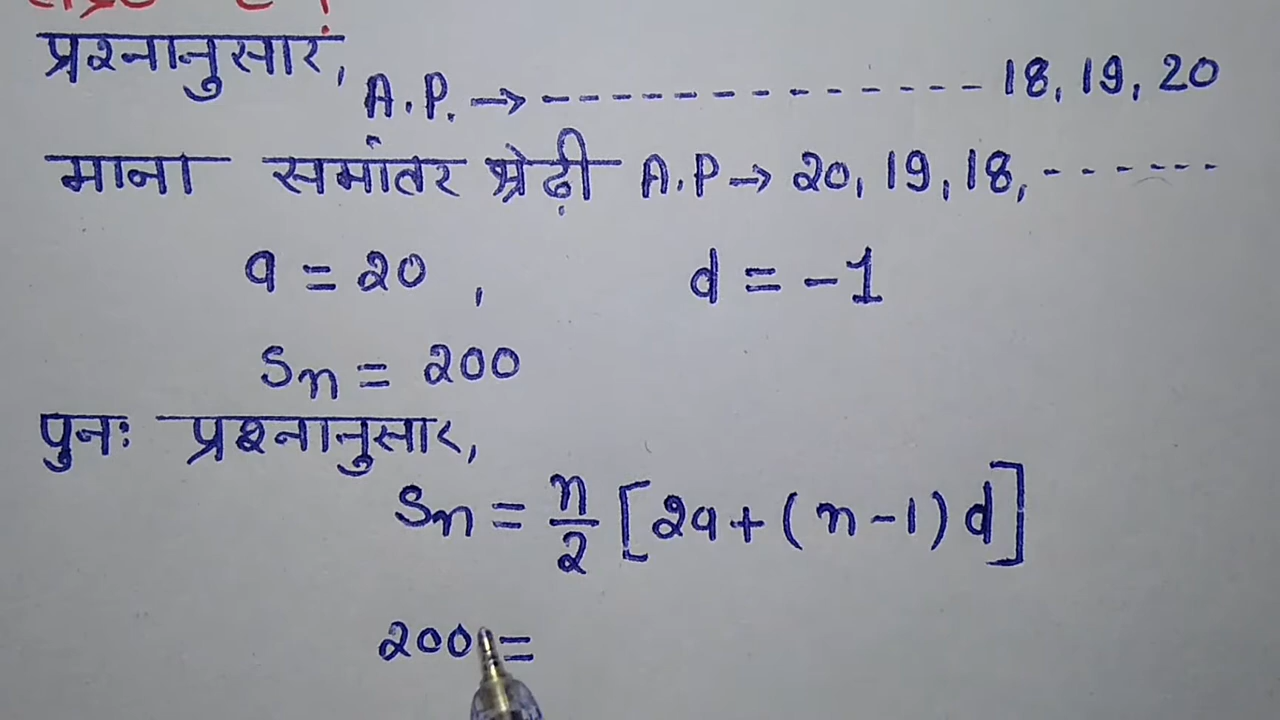 प्रश्नानुसार,
A.P. → -------------- 18, 19, 20
माना समांतर श्रेढ़ी A.P → 20, 19, 18, ------
a = 20 , d = -1
Sn = 200
पुनः प्रश्नानुसार,
Sn = n/2 [2a + (n - 1) d]
200 =